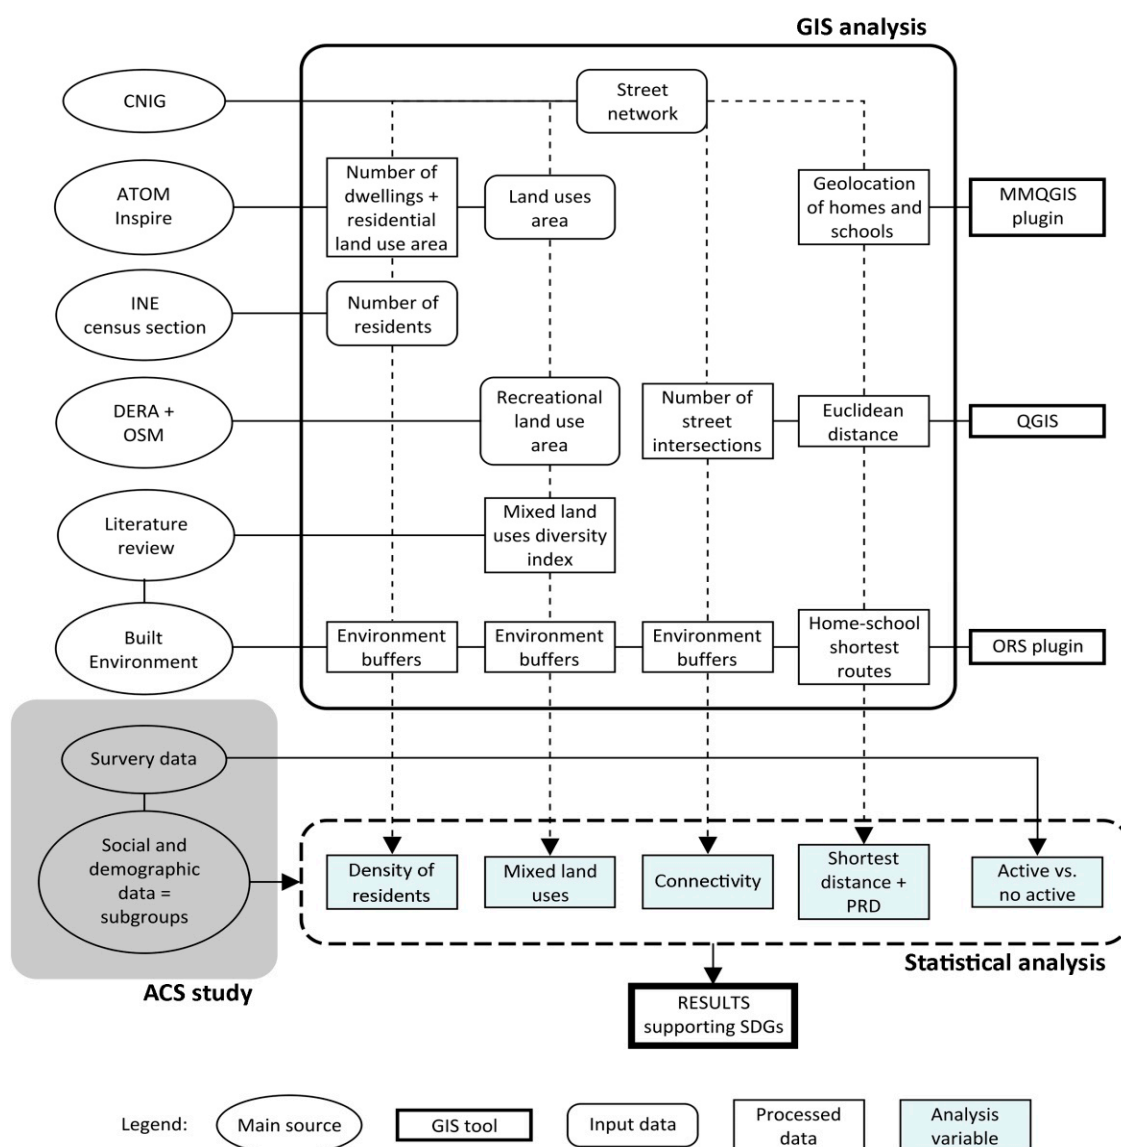 GIS analysis
CNIG
Street
network
ATOM
Inspire
Number of
dwellings +
residential
land use area
Land uses
area
Geolocation
of homes and
schools
MMQGIS
plugin
INE
census section
Number of
residents
DERA +
OSM
Recreational
land use
area
Number of
street
intersections
Euclidean
distance
QGIS
Literature
review
Mixed land
uses diversity
index
Built
Environment
Environment
buffers
Environment
buffers
Environment
buffers
Home-school
shortest
routes
ORS plugin
Survery data
Social and
demographic
data =
subgroups
ACS study
Density of
residents
Mixed land
uses
Connectivity
Shortest
distance +
PRD
Active vs.
no active
Statistical analysis
RESULTS
supporting SDGs
Legend:
Main source
GIS tool
Input data
Processed
data
Analysis
variable